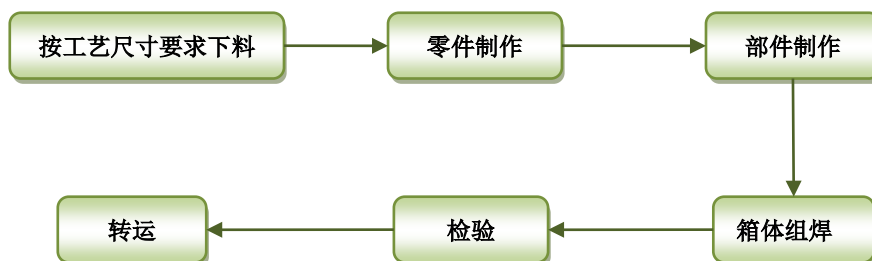 按工艺尺寸要求下料
零件制作
部件制作
箱体组焊
检验
转运